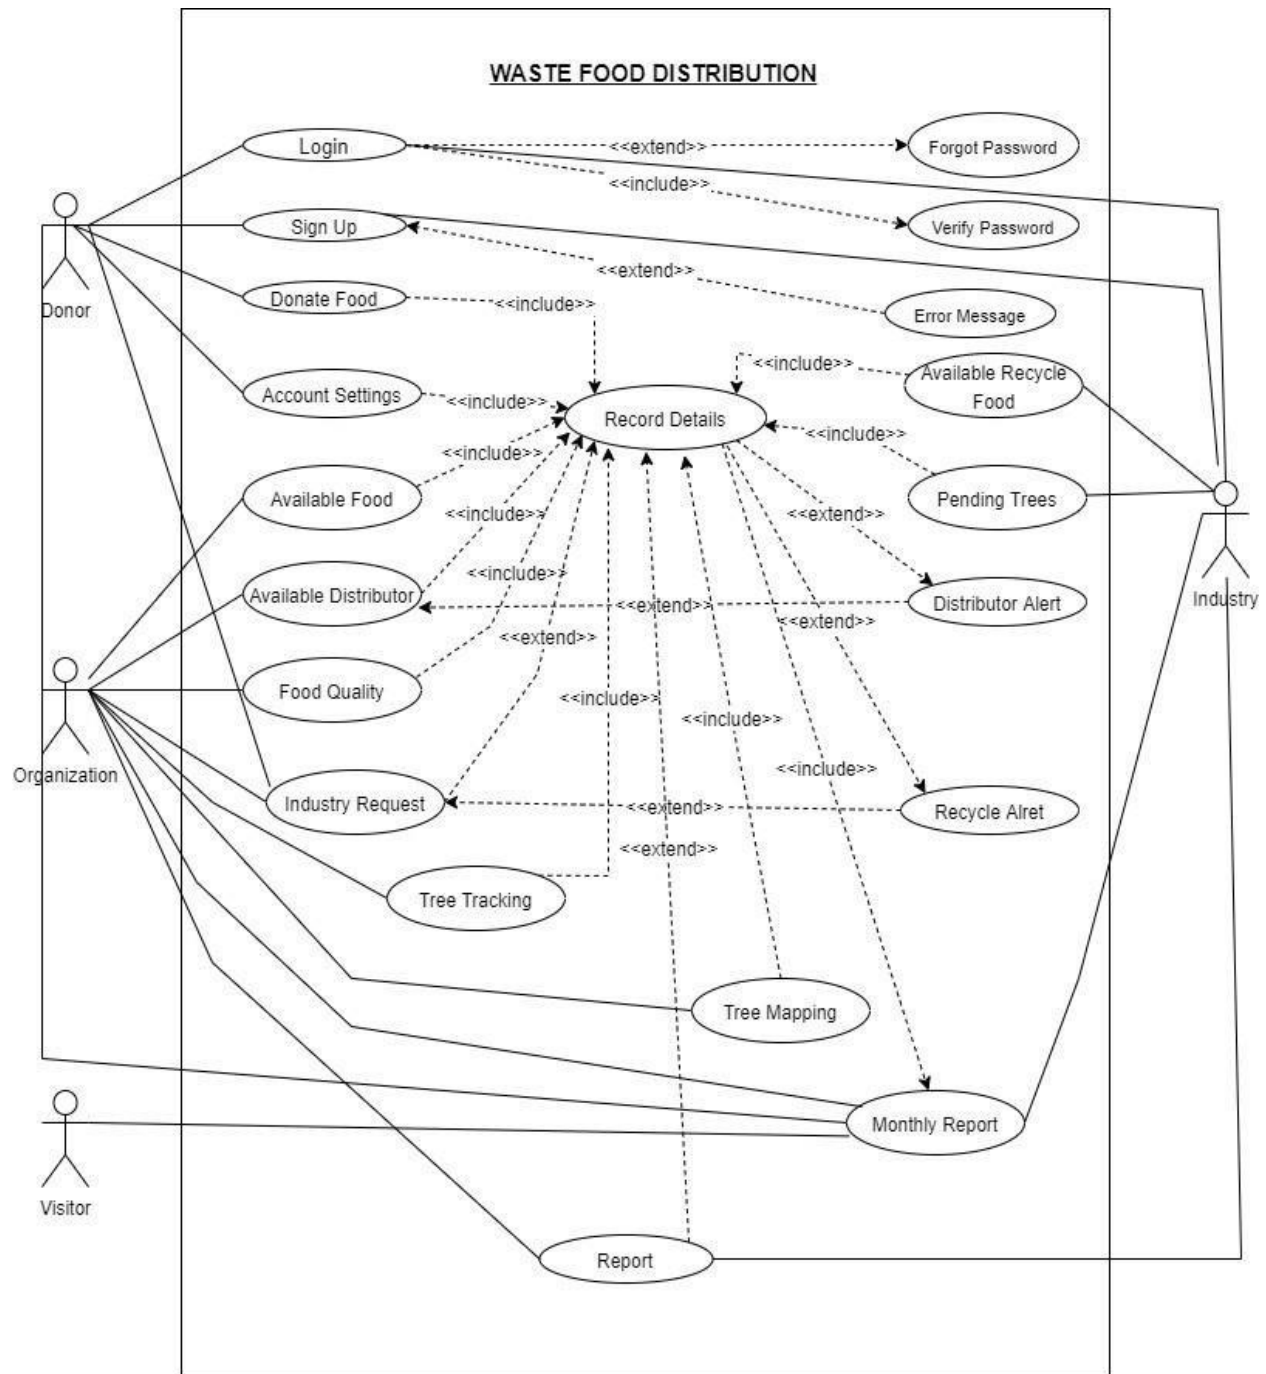 WASTE FOOD DISTRIBUTION
Login
<<extend>>
Forgot Password
<<include>>
Sign Up
Verify Password
<<extend>>
Donor
Donate Food
<<include>>
Error Message
<<include>>
Available Recycle
Food
Account Settings
<<include>>
Record Details
<<include>>
<<include>>
Available Food
Pending Trees
<<include>>
<<extend>>
<<include>>
Available Distributor
<<extend>>
Distributor Alert
Industry
<<extend>>
<<extend>>
Food Quality
<<include>>
<<include>>
Organization
<<include>>
Industry Request
<<extend>>
Recycle Alret
<<extend>>
Tree Tracking
Tree Mapping
Monthly Report
Visitor
Report